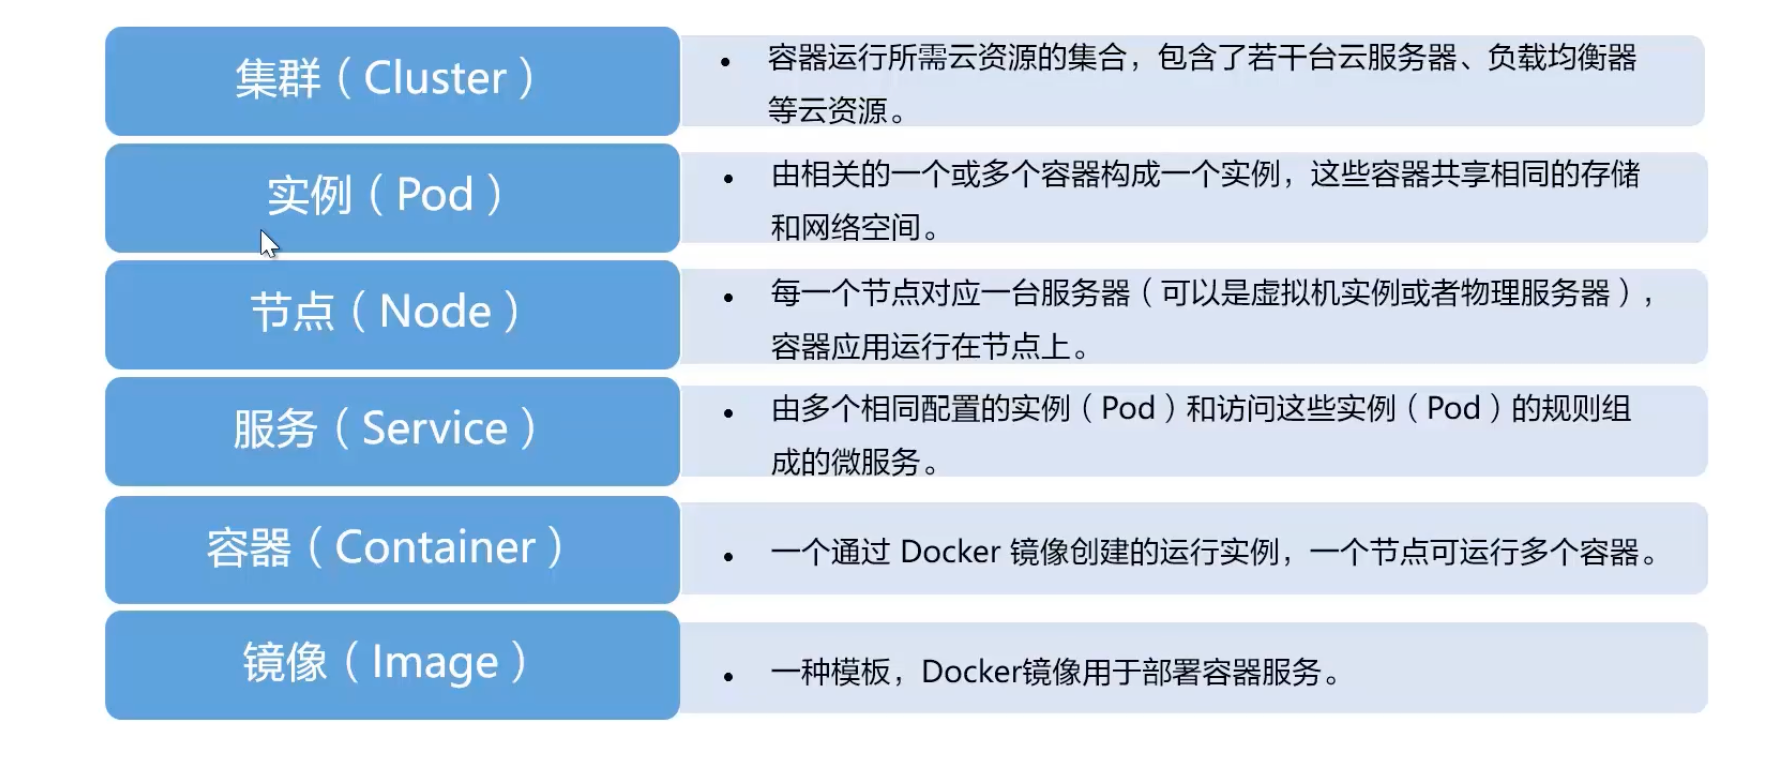 集群（Cluster）
• 容器运行所需云资源的集合，包含了若干台云服务器、负载均衡器
等云资源。
实例（Pod）
• 由相关的一个或多个容器构成一个实例，这些容器共享相同的存储
和网络空间。
节点（Node）
• 每一个节点对应一台服务器（可以是虚拟机实例或者物理服务器），
容器应用运行在节点上。
服务（Service）
• 由多个相同配置的实例（Pod）和访问这些实例（Pod）的规则组
成的微服务。
容器（Container）
• 一个通过 Docker 镜像创建的运行实例，一个节点可运行多个容器。
镜像（Image）
• 一种模板，Docker镜像用于部署容器服务。